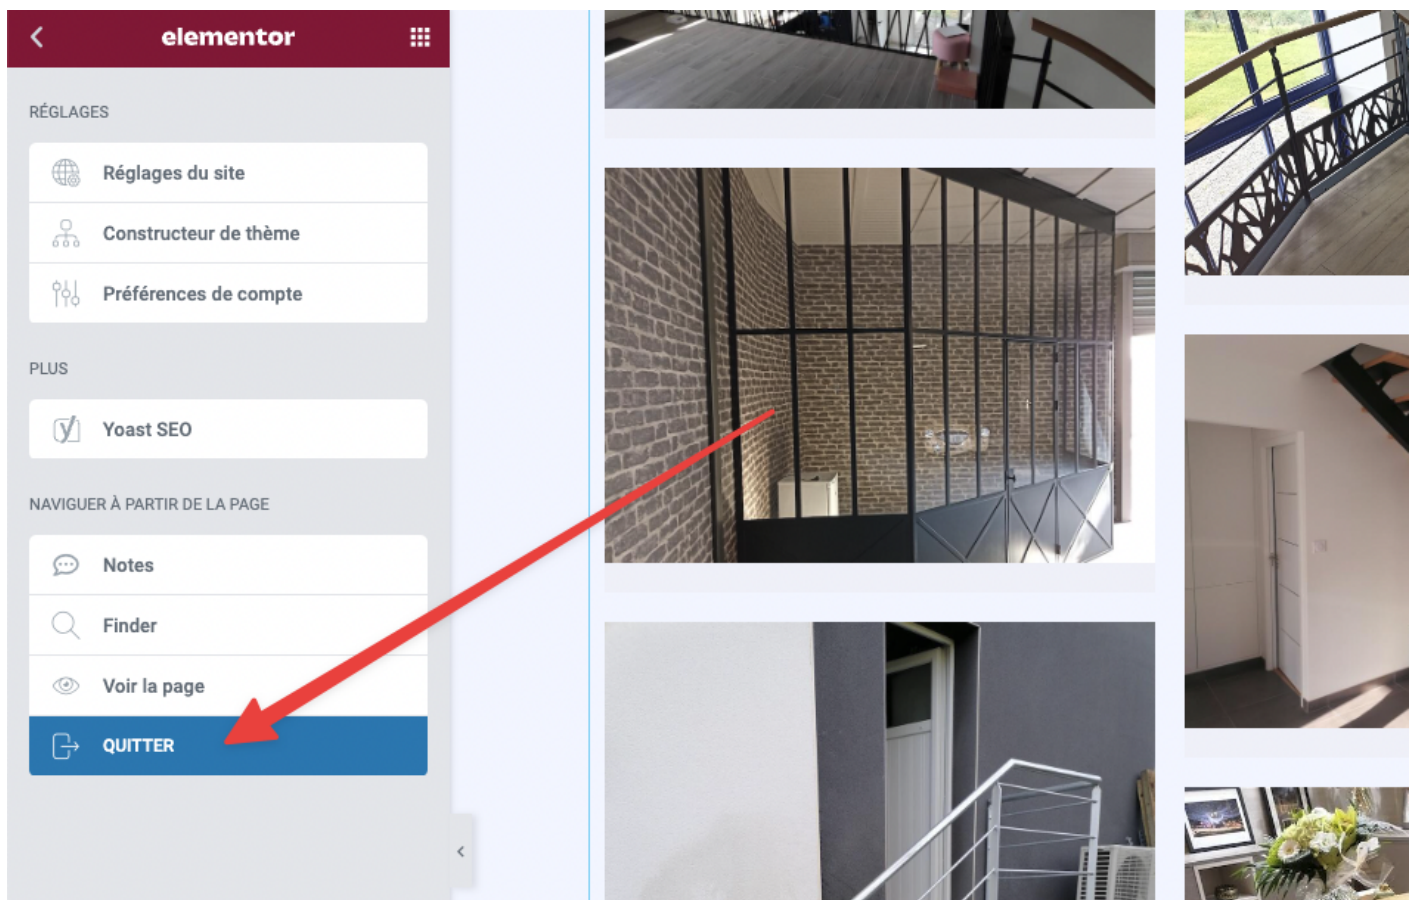 elementor
RÉGLAGES
Réglages du site
Constructeur de thème
Préférences de compte
PLUS
Yoast SEO
NAVIGUER À PARTIR DE LA PAGE
Notes
Finder
Voir la page
QUITTER